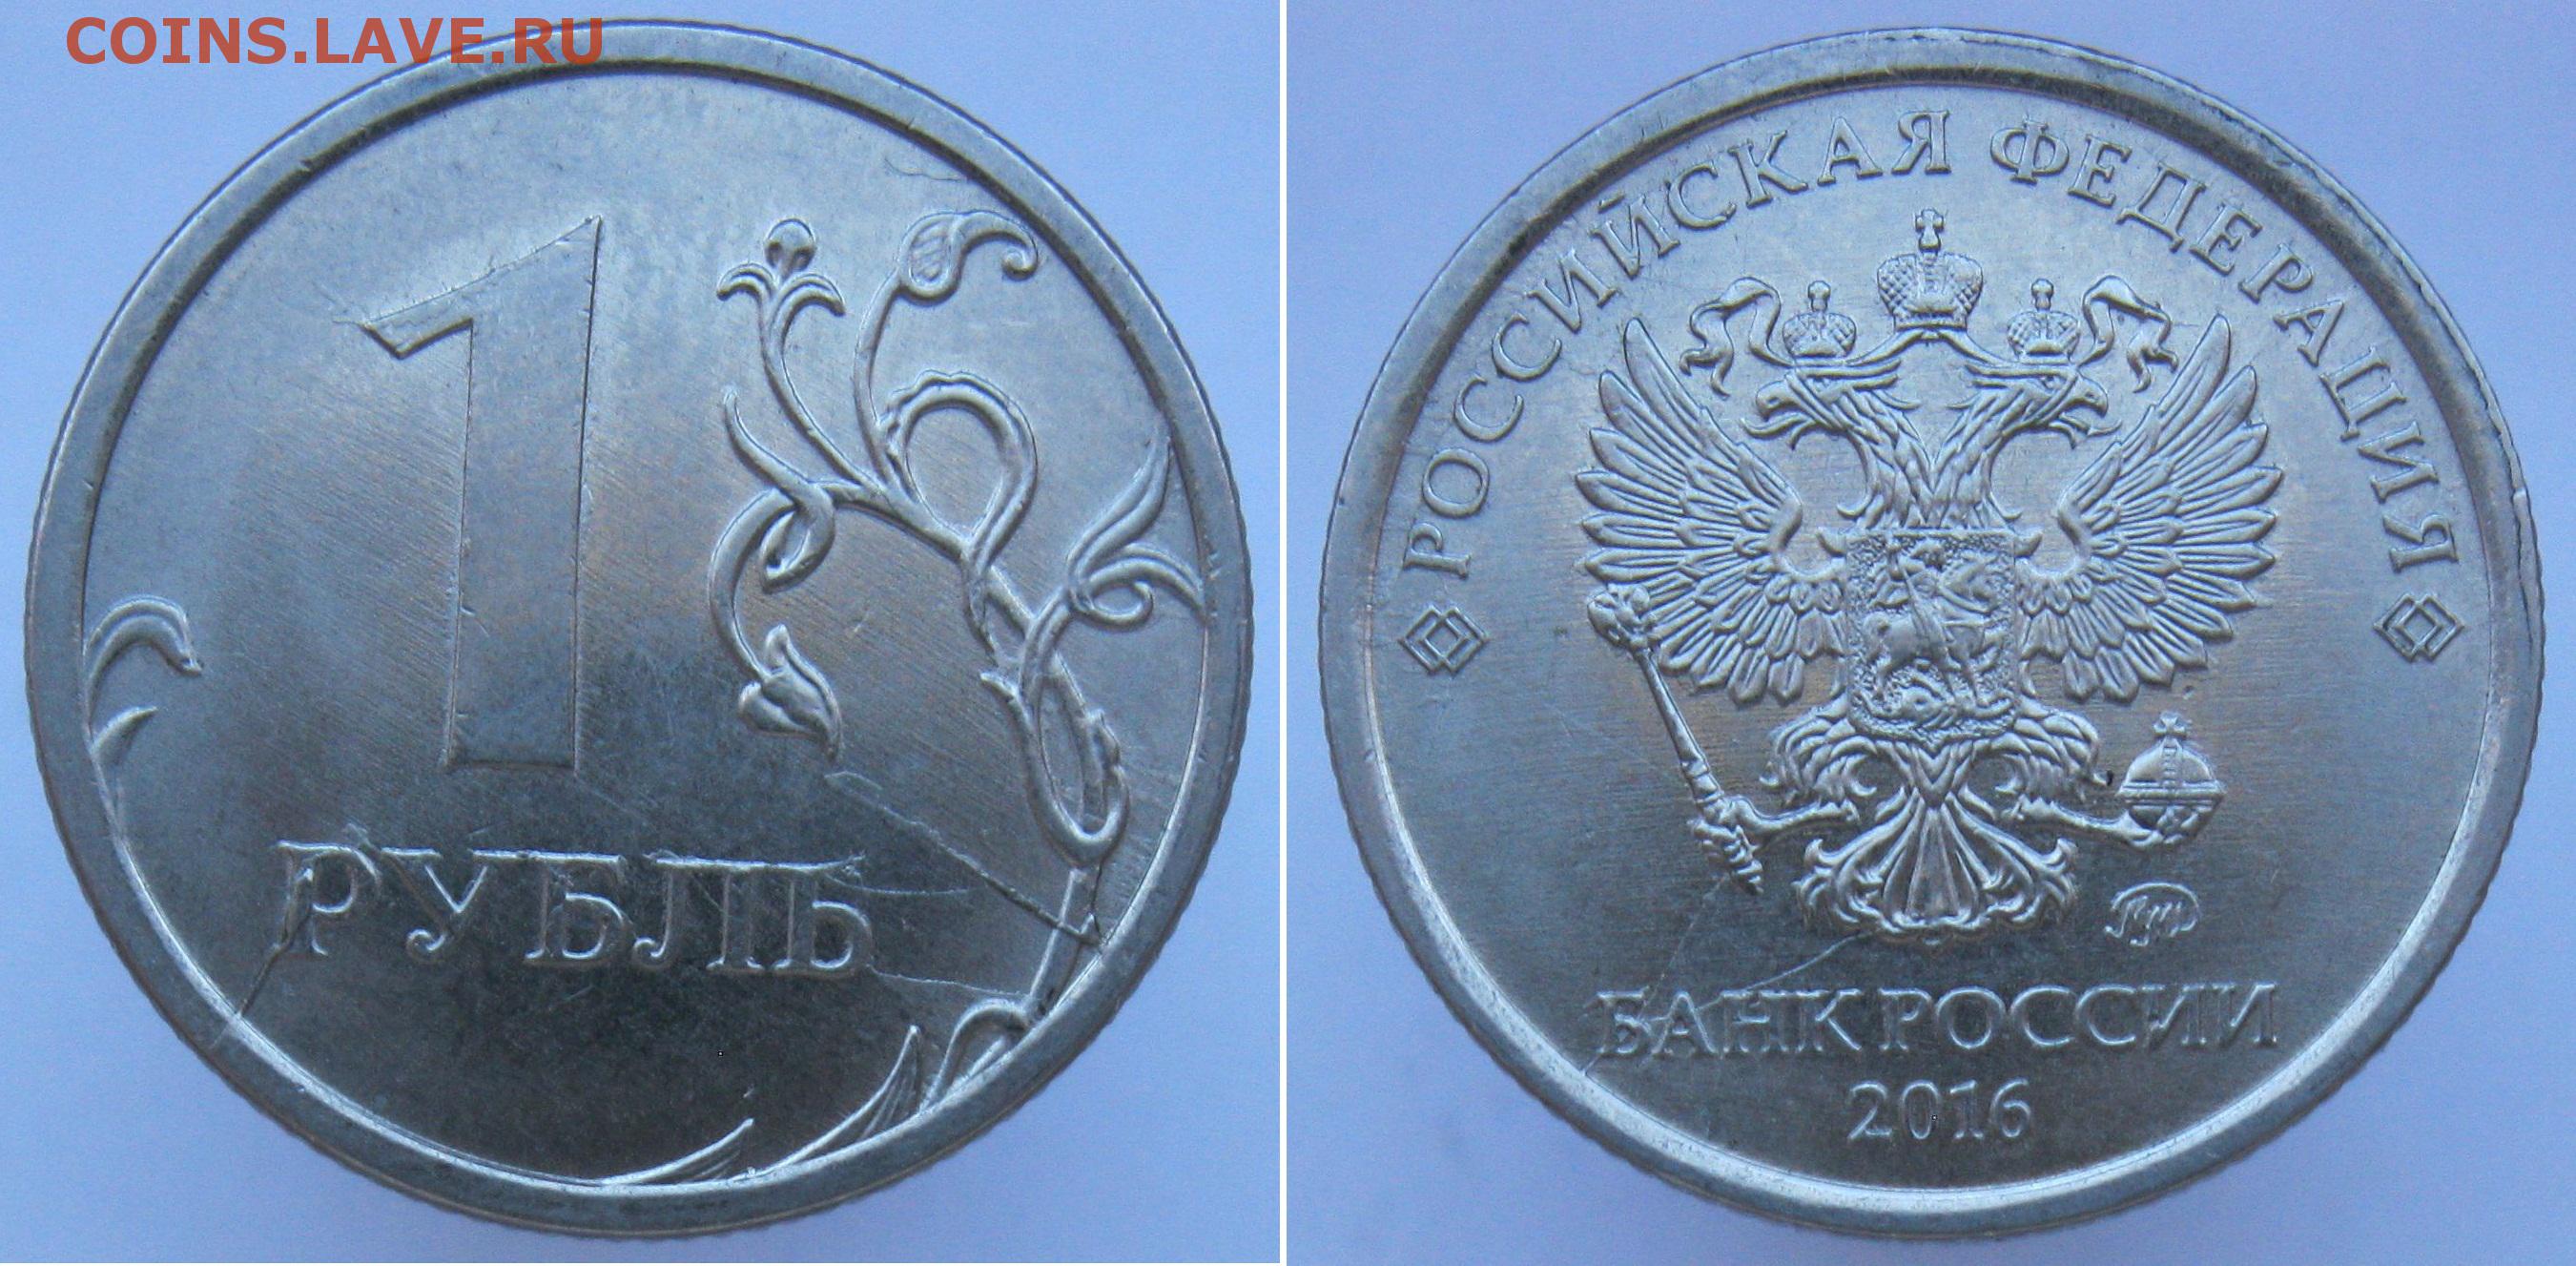 COINS.LAVE.RU
1
РУБЛЬ
РОССИЙСКАЯ ФЕДЕРАЦИЯ
ММД
БАНК РОССИИ
2016